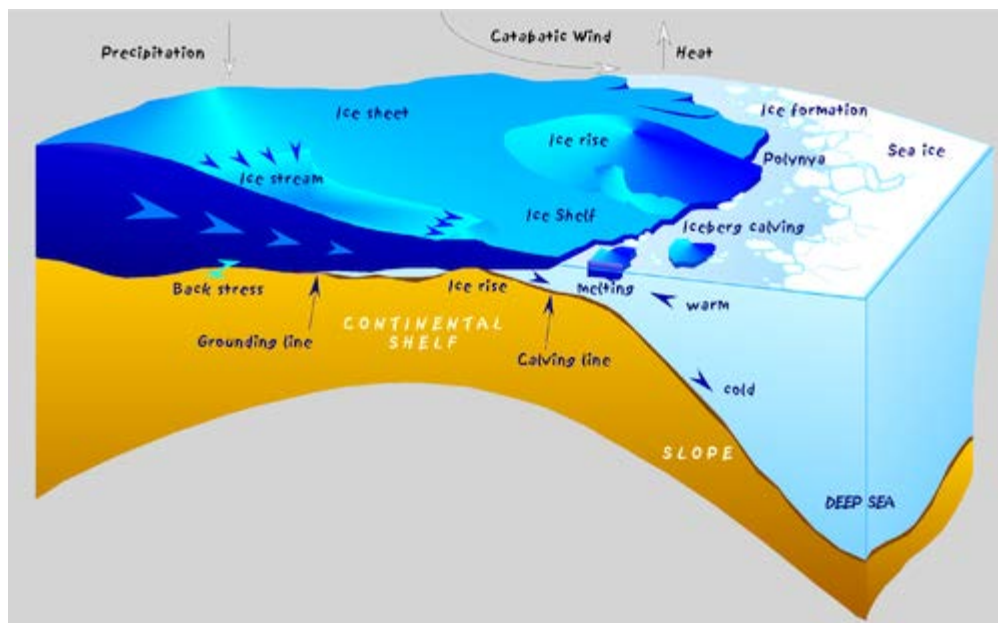 Catabatic Wind
Precipitation
Heat
Ice sheet
Ice formation
Ice rise
Sea ice
Polynya
Ice stream
Ice Shelf
Iceberg calving
Back stress
Ice rise
melting
warm
Grounding line
CONTINENTAL
SHELF
Calving line
cold
SLOPE
DEEP SEA